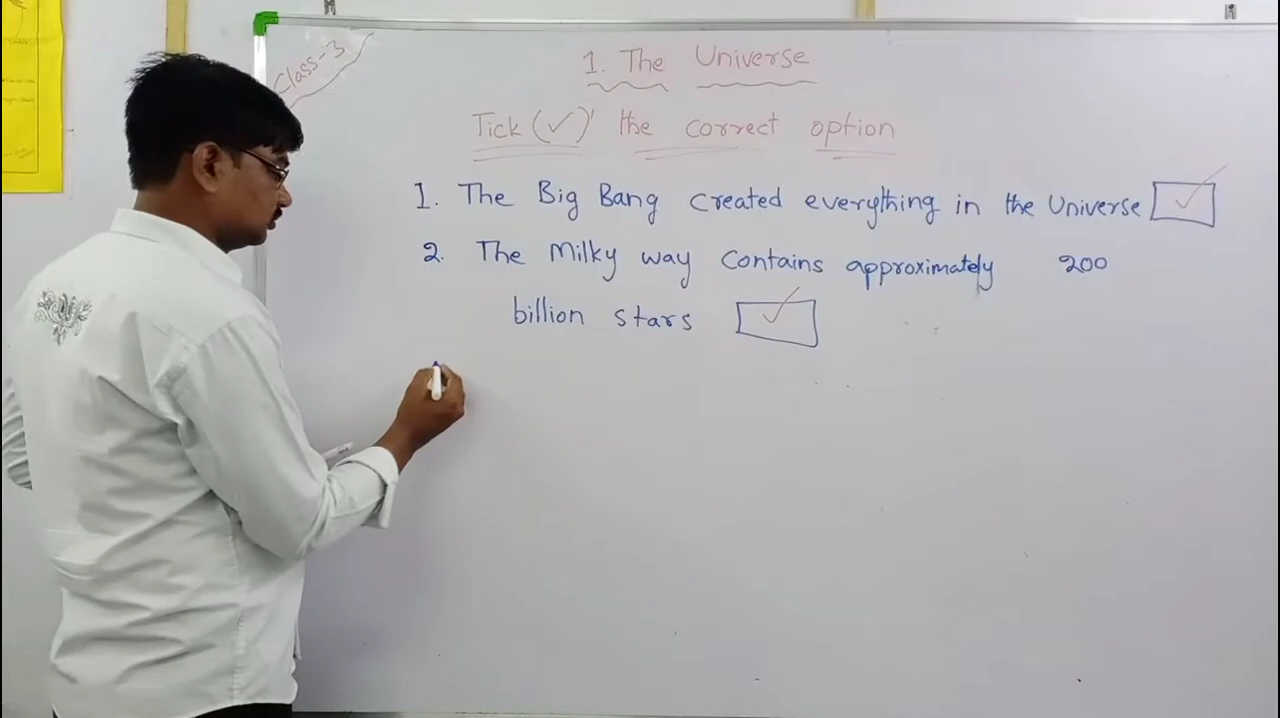 Class-3
1. The Universe
Tick (✓) the correct option
1. The Big Bang created everything in the Universe ✓
2. The Milky way contains approximately 200
billion stars ✓